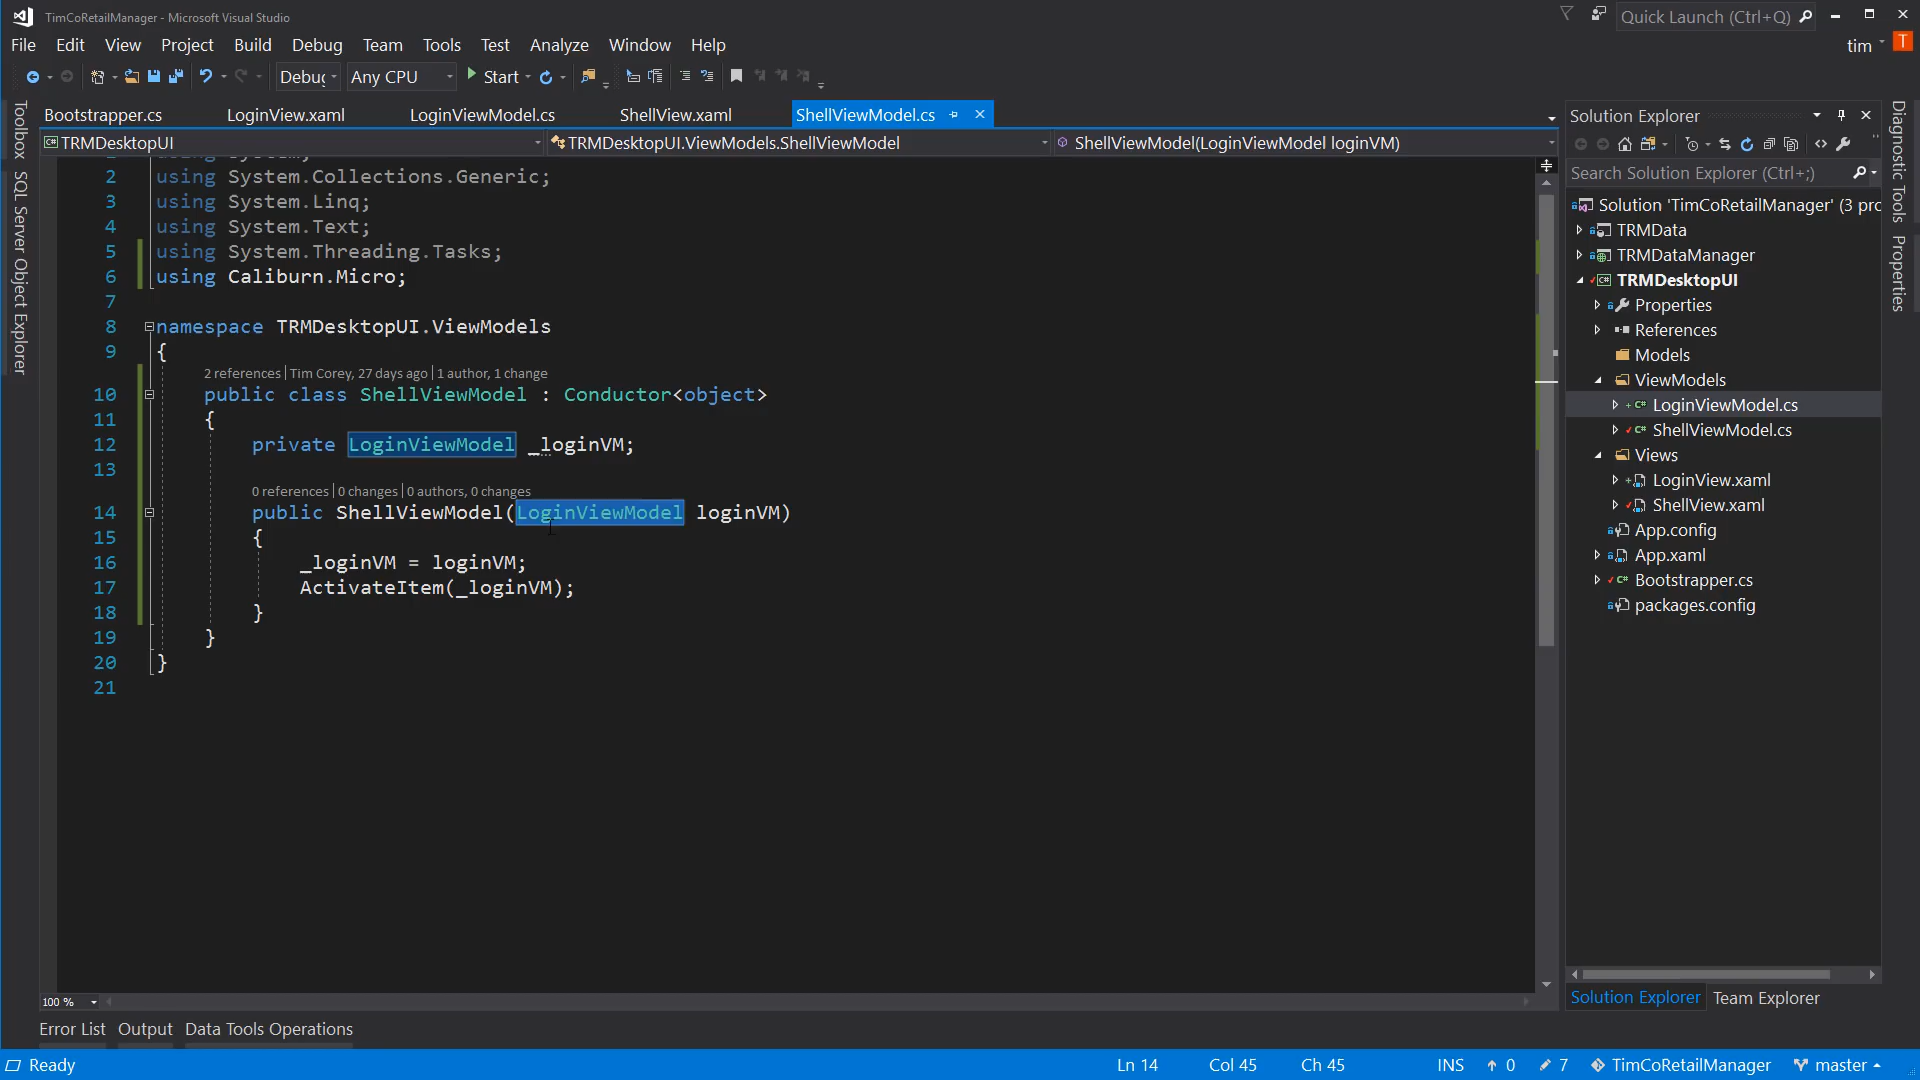 TimCoRetailManager - Microsoft Visual Studio
Quick Launch (Ctrl+Q)
File Edit View Project Build Debug Team Tools Test Analyze Window Help
tim T
Debug Any CPU Start
Bootstrapper.cs LoginView.xaml LoginViewModel.cs ShellView.xaml ShellViewModel.cs
TRMDesktopUI TRMDesktopUI.ViewModels.ShellViewModel ShellViewModel(LoginViewModel loginVM)
Toolbox
SQL Server Object Explorer
using System;
2 using System.Collections.Generic;
3 using System.Linq;
4 using System.Text;
5 using System.Threading.Tasks;
6 using Caliburn.Micro;
7
8 namespace TRMDesktopUI.ViewModels
9 {
2 references | Tim Corey, 27 days ago | 1 author, 1 change
10 public class ShellViewModel : Conductor<object>
11 {
12 private LoginViewModel _loginVM;
13
0 references | 0 changes | 0 authors, 0 changes
14 public ShellViewModel(LoginViewModel loginVM)
15 {
16 _loginVM = loginVM;
17 ActivateItem(_loginVM);
18 }
19 }
20 }
21
100 %
Solution Explorer
Search Solution Explorer (Ctrl+;)
Solution 'TimCoRetailManager' (3 pro
TRMData
TRMDataManager
TRMDesktopUI
Properties
References
Models
ViewModels
LoginViewModel.cs
ShellViewModel.cs
Views
LoginView.xaml
ShellView.xaml
App.config
App.xaml
Bootstrapper.cs
packages.config
Solution Explorer Team Explorer
Diagnostic Tools
Properties
Error List Output Data Tools Operations
Ready Ln 14 Col 45 Ch 45 INS 0 7 TimCoRetailManager master